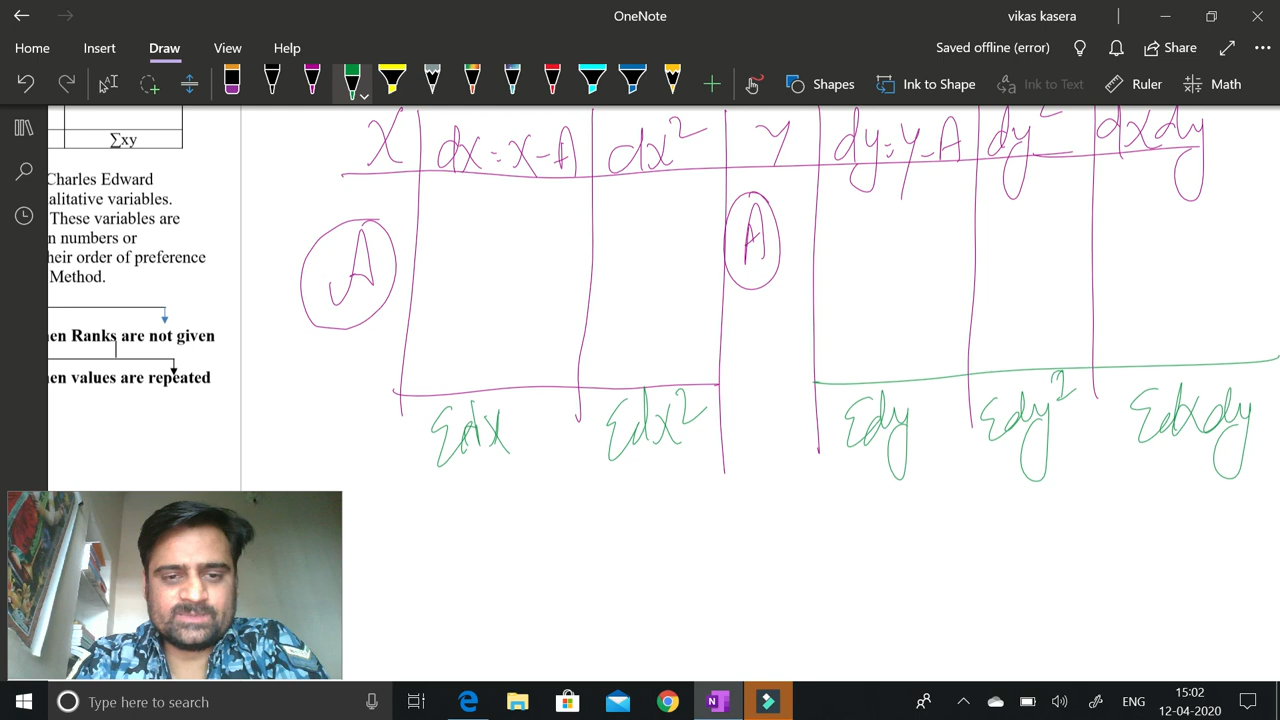 OneNote
vikas kasera
Home Insert Draw View Help
Saved offline (error)
Share
Shapes
Ink to Shape
Ink to Text
Ruler
Math
X dx = X-A dx² Y dy = Y-A dy² dxdy
∑xy
Charles Edward
alitative variables.
These variables are
n numbers or
heir order of preference
Method.
A A
en Ranks are not given
en values are repeated
Σdx Σdx² Σdy Σdy² Σdxdy
Type here to search
ENG
15:02
12-04-2020